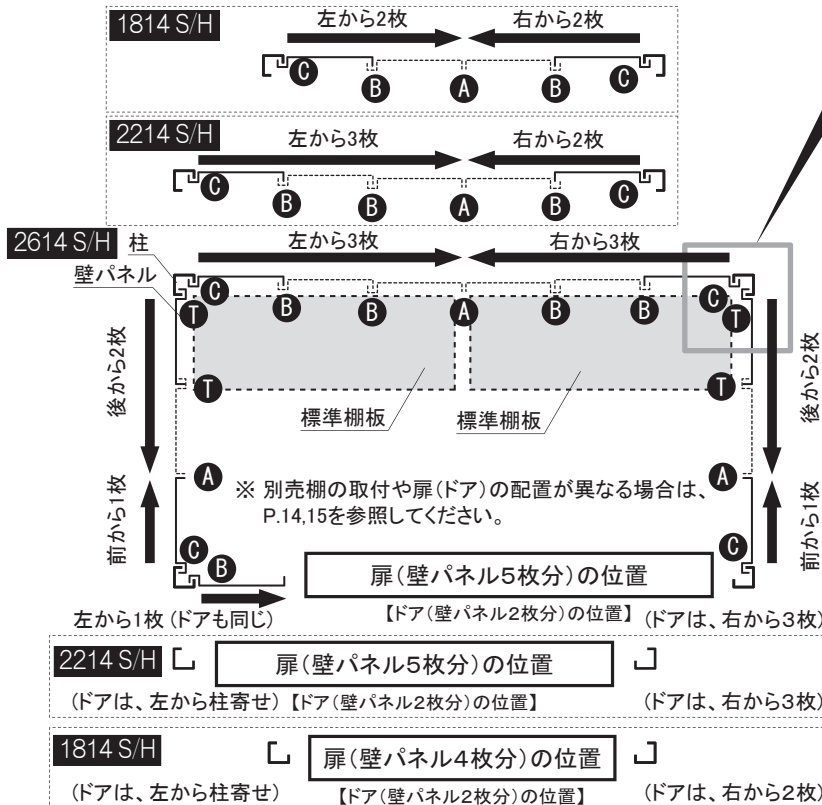 1814 S/H
左から2枚 右から2枚
C B A B C
2214 S/H
左から3枚 右から2枚
C B B A B C
2614 S/H 柱
左から3枚 右から3枚
壁パネル
C B B A B B C
T T
後から2枚
後から2枚
標準棚板 標準棚板
T T
A A
※ 別売棚の取付や扉(ドア)の配置が異なる場合は、
P.14,15を参照してください。
前から1枚
前から1枚
C B C
扉(壁パネル5枚分)の位置
左から1枚 (ドアも同じ) 【ドア(壁パネル2枚分)の位置】 (ドアは、右から3枚)
2214 S/H 扉(壁パネル5枚分)の位置
(ドアは、左から柱寄せ) 【ドア(壁パネル2枚分)の位置】 (ドアは、右から3枚)
1814 S/H 扉(壁パネル4枚分)の位置
(ドアは、左から柱寄せ) 【ドア(壁パネル2枚分)の位置】 (ドアは、右から2枚)